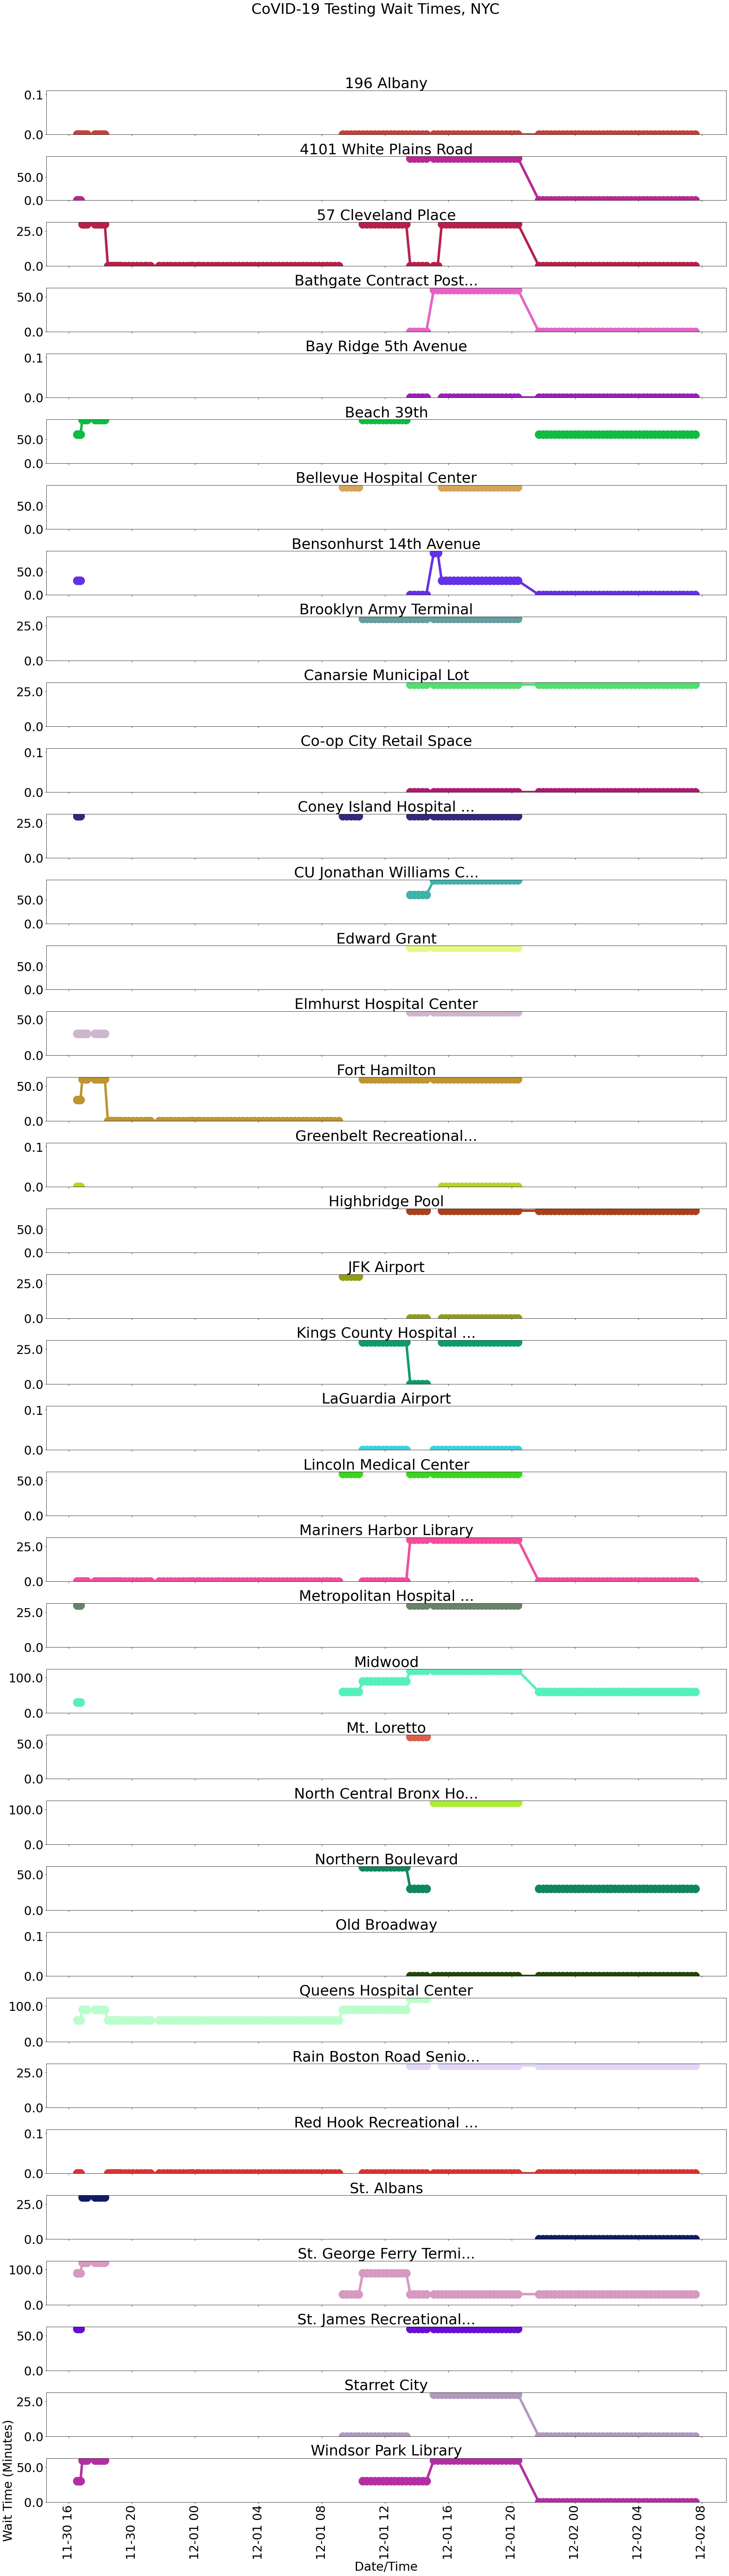 CoVID-19 Testing Wait Times, NYC
196 Albany
0.1
0.0
4101 White Plains Road
50.0
0.0
57 Cleveland Place
25.0
0.0
Bathgate Contract Post...
50.0
0.0
Bay Ridge 5th Avenue
0.1
0.0
Beach 39th
50.0
0.0
Bellevue Hospital Center
50.0
0.0
Bensonhurst 14th Avenue
50.0
0.0
Brooklyn Army Terminal
25.0
0.0
Canarsie Municipal Lot
25.0
0.0
Co-op City Retail Space
0.1
0.0
Coney Island Hospital ...
25.0
0.0
CU Jonathan Williams C...
50.0
0.0
Edward Grant
50.0
0.0
Elmhurst Hospital Center
50.0
0.0
Fort Hamilton
50.0
0.0
Greenbelt Recreational...
0.1
0.0
Highbridge Pool
50.0
0.0
JFK Airport
25.0
0.0
Kings County Hospital ...
25.0
0.0
LaGuardia Airport
0.1
0.0
Lincoln Medical Center
50.0
0.0
Mariners Harbor Library
25.0
0.0
Metropolitan Hospital ...
25.0
0.0
Midwood
100.0
0.0
Mt. Loretto
50.0
0.0
North Central Bronx Ho...
100.0
0.0
Northern Boulevard
50.0
0.0
Old Broadway
0.1
0.0
Queens Hospital Center
100.0
0.0
Rain Boston Road Senio...
25.0
0.0
Red Hook Recreational ...
0.1
0.0
St. Albans
25.0
0.0
St. George Ferry Termi...
100.0
0.0
St. James Recreational...
50.0
0.0
Starret City
25.0
0.0
Windsor Park Library
50.0
0.0
Wait Time (Minutes)
11-30 16
11-30 20
12-01 00
12-01 04
12-01 08
12-01 12
12-01 16
12-01 20
12-02 00
12-02 04
12-02 08
Date/Time